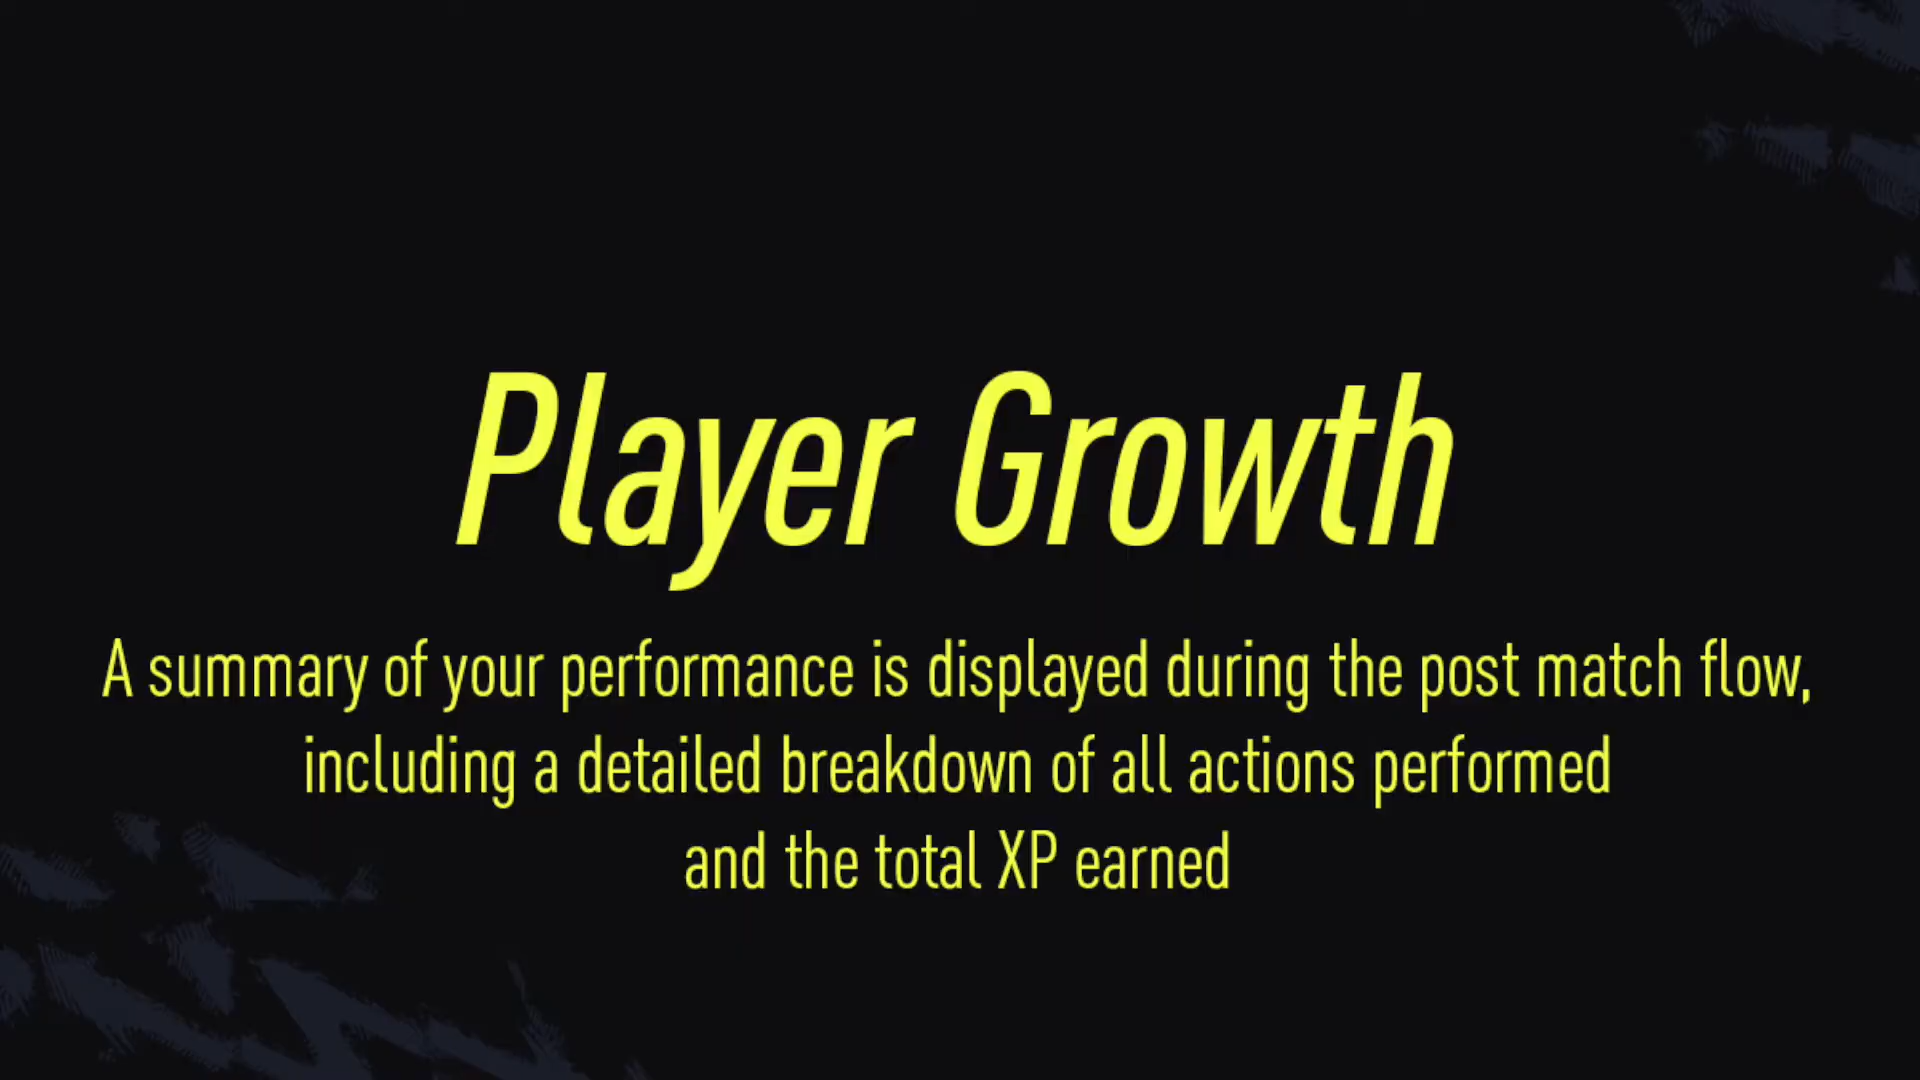 Player Growth
A summary of your performance is displayed during the post match flow,
including a detailed breakdown of all actions performed
and the total XP earned